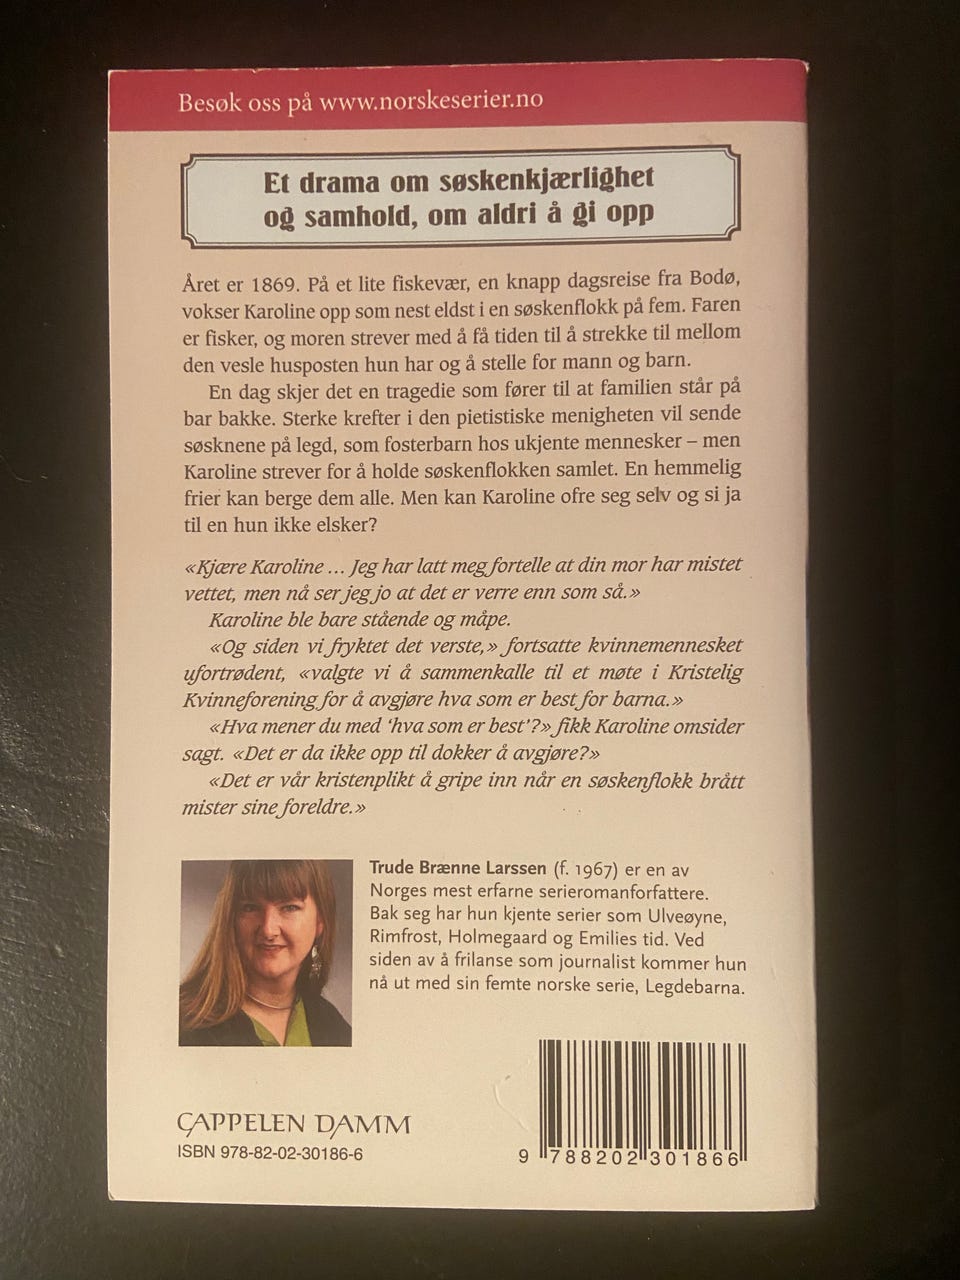 Besøk oss på www.norskeserier.no
Et drama om søskenkjærlighet
og samhold, om aldri å gi opp
Året er 1869. På et lite fiskevær, en knapp dagsreise fra Bodø,
vokser Karoline opp som nest eldst i en søskenflokk på fem. Faren
er fisker, og moren strever med å få tiden til å strekke til mellom
den vesle husposten hun har og å stelle for mann og barn.
En dag skjer det en tragedie som fører til at familien står på
bar bakke. Sterke krefter i den pietistiske menigheten vil sende
søsknene på legd, som fosterbarn hos ukjente mennesker – men
Karoline strever for å holde søskenflokken samlet. En hemmelig
frier kan berge dem alle. Men kan Karoline ofre seg selv og si ja
til en hun ikke elsker?
«Kjære Karoline ... Jeg har latt meg fortelle at din mor har mistet
vettet, men nå ser jeg jo at det er verre enn som så.»
Karoline ble bare stående og måpe.
«Og siden vi fryktet det verste,» fortsatte kvinnemennesket
ufortrødent, «valgte vi å sammenkalle til et møte i Kristelig
Kvinneforening for å avgjøre hva som er best for barna.»
«Hva mener du med ‘hva som er best’?» fikk Karoline omsider
sagt. «Det er da ikke opp til dokker å avgjøre?»
«Det er vår kristenplikt å gripe inn når en søskenflokk brått
mister sine foreldre.»
Trude Brænne Larssen (f. 1967) er en av
Norges mest erfarne serieromanforfattere.
Bak seg har hun kjente serier som Ulveøyne,
Rimfrost, Holmegaard og Emilies tid. Ved
siden av å frilanse som journalist kommer hun
nå ut med sin femte norske serie, Legdebarna.
CAPPELEN DAMM
ISBN 978-82-02-30186-6
9 788202 301866